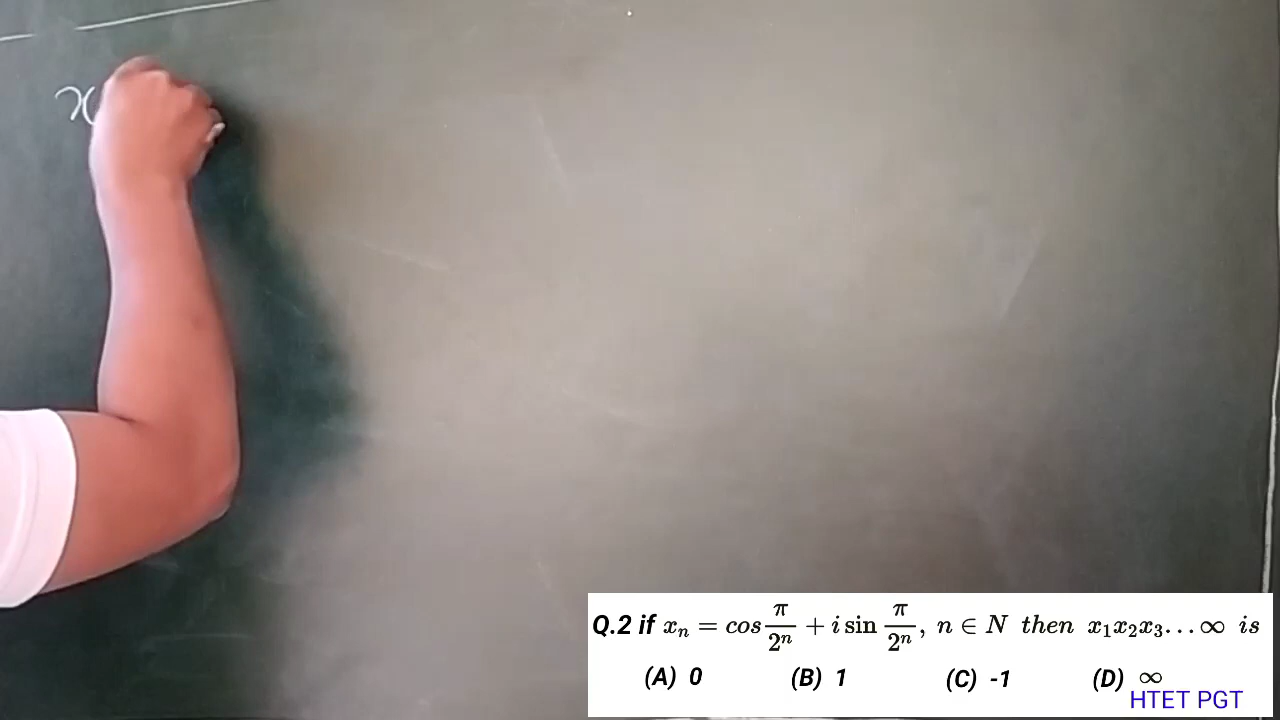 x
Q.2 if xₙ = cos π/2ⁿ + i sin π/2ⁿ, n ∈ N then x₁x₂x₃...∞ is
(A) 0 (B) 1 (C) -1 (D) ∞
HTET PGT